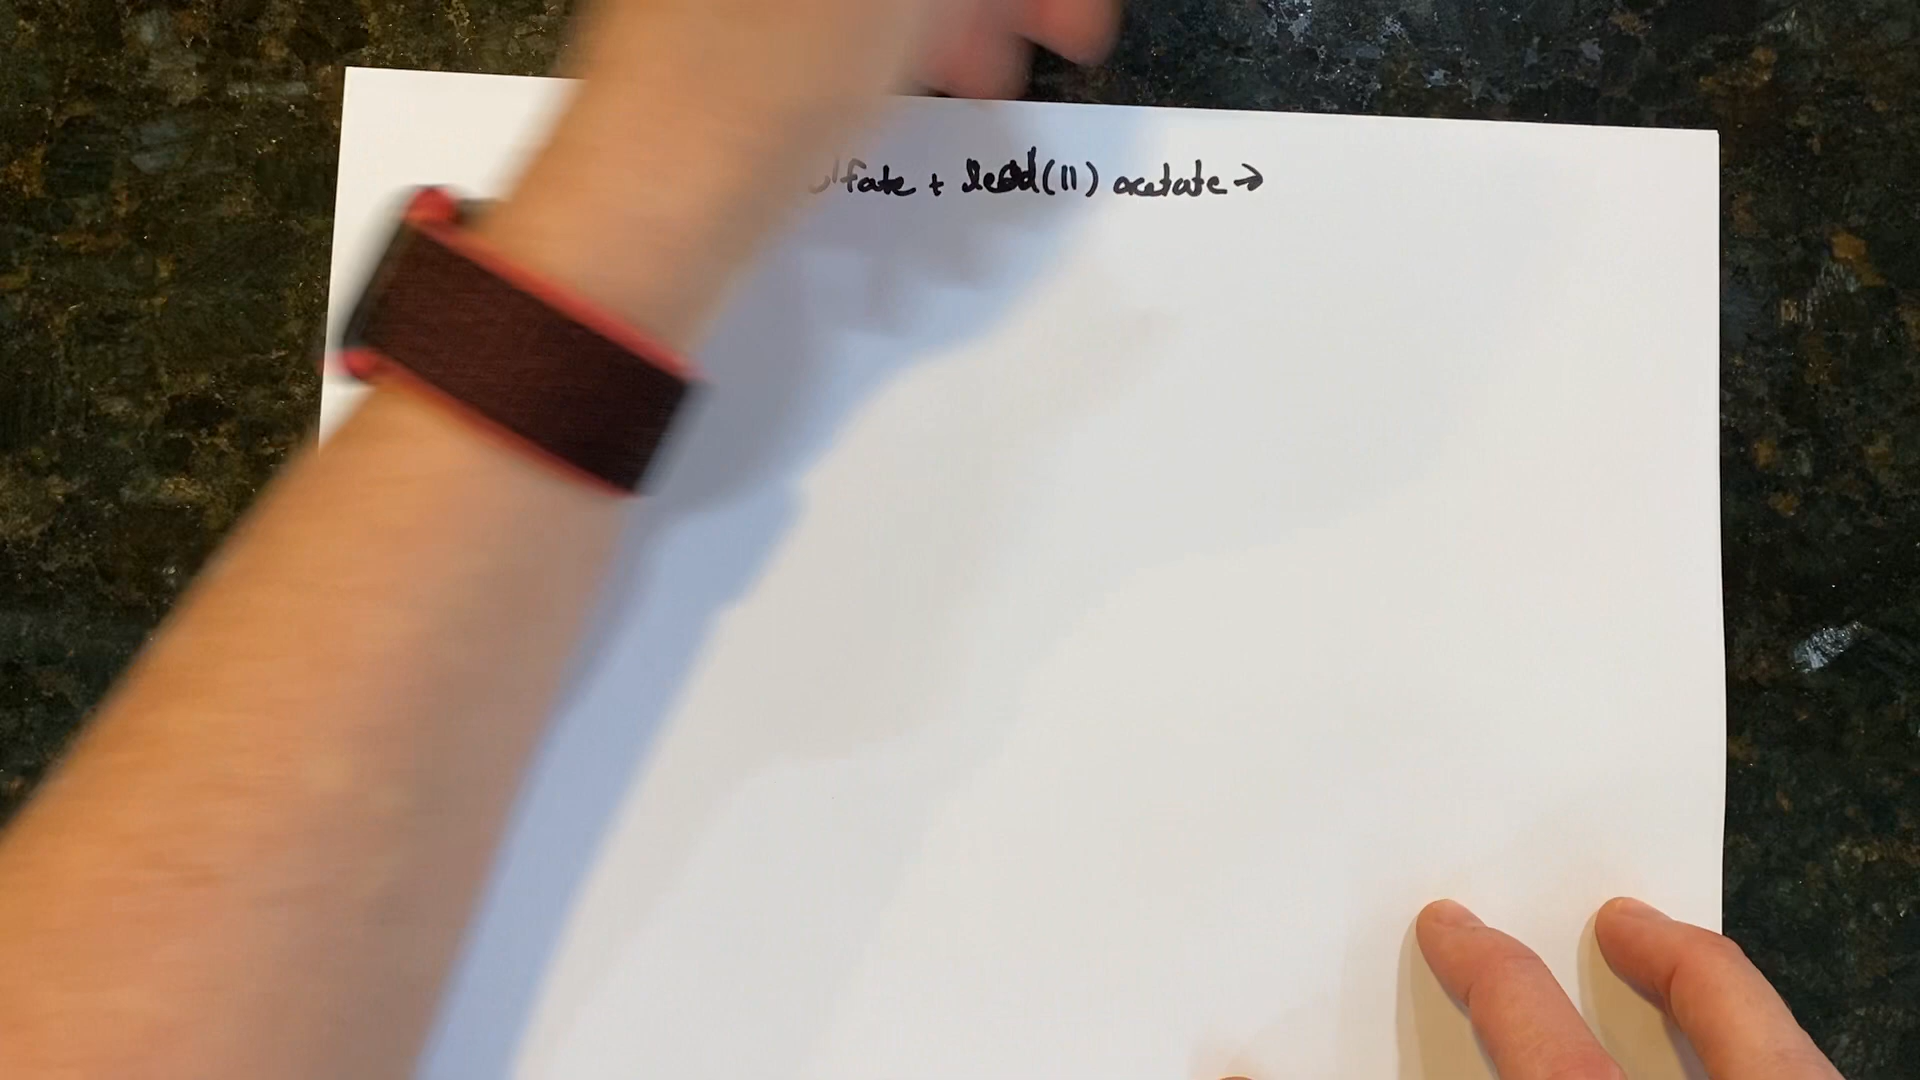 lfate + lead(II) acetate →